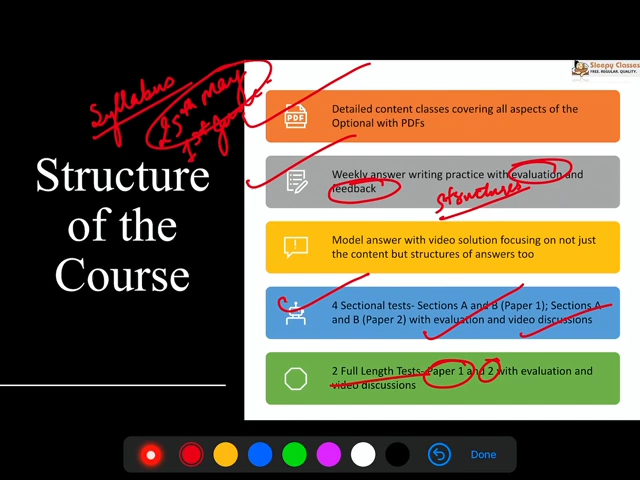 Sleepy Classes
FREE. REGULAR. QUALITY.
Syllabus
25th May
Structure
of the
Course
PDF
Detailed content classes covering all aspects of the
Optional with PDFs
Weekly answer writing practice with evaluation and
feedback
structures
Model answer with video solution focusing on not just
the content but structures of answers too
4 Sectional tests- Sections A and B (Paper 1); Sections A
and B (Paper 2) with evaluation and video discussions
2 Full Length Tests- Paper 1 and 2 with evaluation and
video discussions
Done